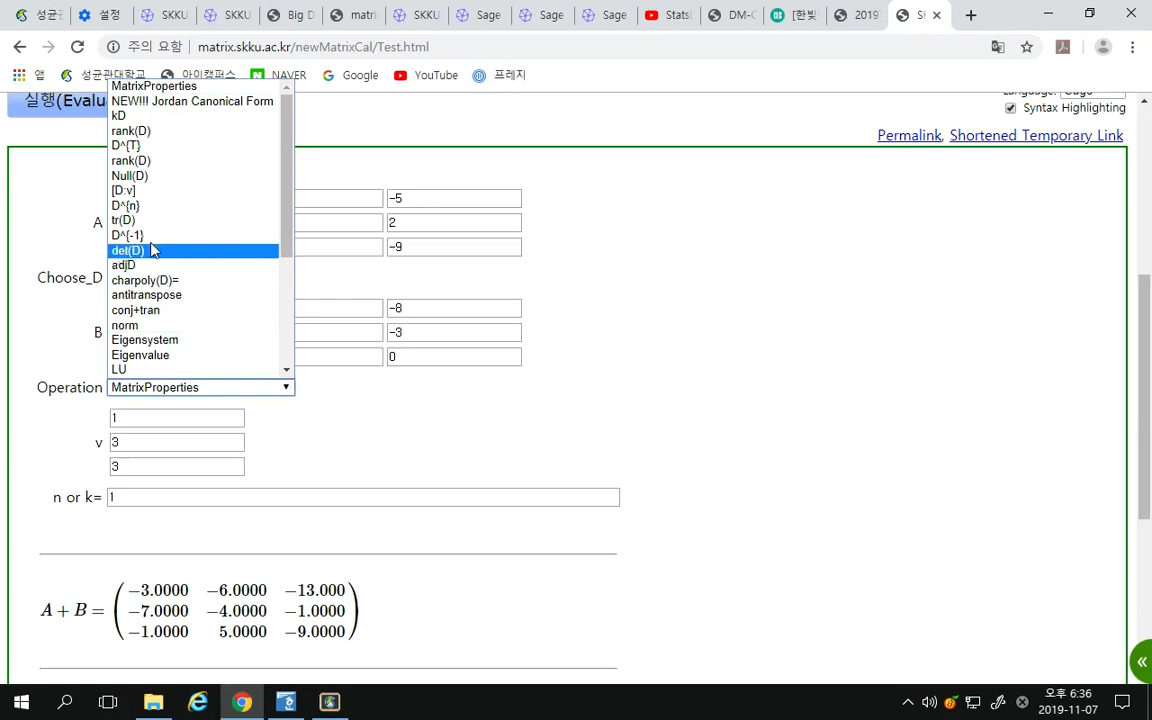 SKKU
설정
SKKU
SKKU
Big D
matri
SKKU
Sage
Sage
Sage
Stats
DM-C
[한빛
2019
Sk
주의 요함
matrix.skku.ac.kr/newMatrixCal/Test.html
앱
성균관대학교
아이캠퍼스
NAVER
Google
YouTube
프레지
실행(Evalua
MatrixProperties
NEW!!! Jordan Canonical Form
kD
rank(D)
D^{T}
rank(D)
Null(D)
[D:v]
D^{n}
tr(D)
D^{-1}
det(D)
adjD
charpoly(D)=
antitranspose
conj+tran
norm
Eigensystem
Eigenvalue
LU
Language:
Syntax Highlighting
Permalink, Shortened Temporary Link
-5
A 2
-9
Choose_D
-8
B -3
0
Operation MatrixProperties
1
v 3
3
n or k= 1
A + B =
−3.0000 −6.0000 −13.000
−7.0000 −4.0000 −1.0000
−1.0000 5.0000 −9.0000
오후 6:36
2019-11-07